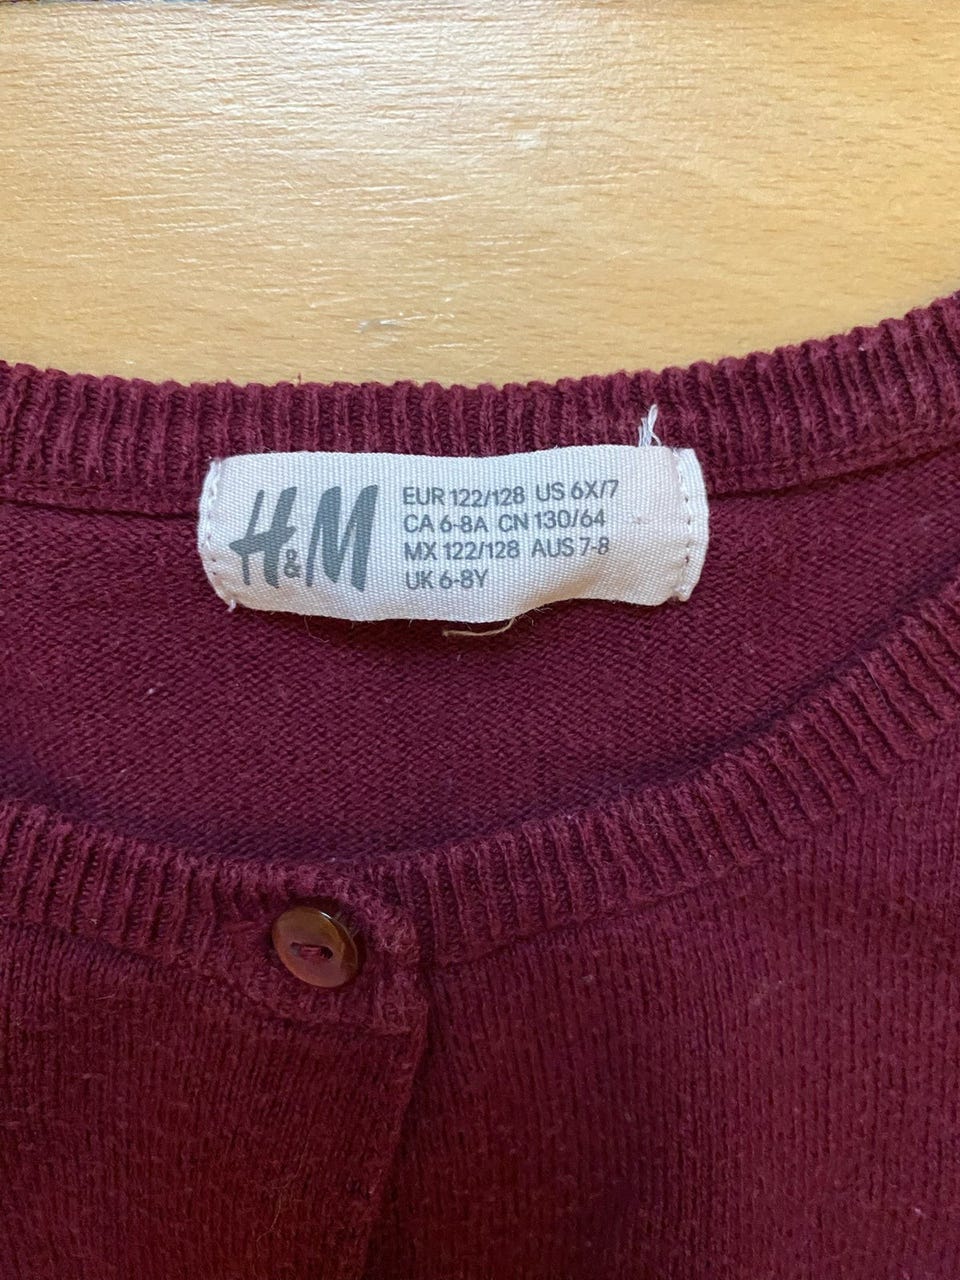 H&M
EUR 122/128 US 6X/7
CA 6-8A CN 130/64
MX 122/128 AUS 7-8
UK 6-8Y